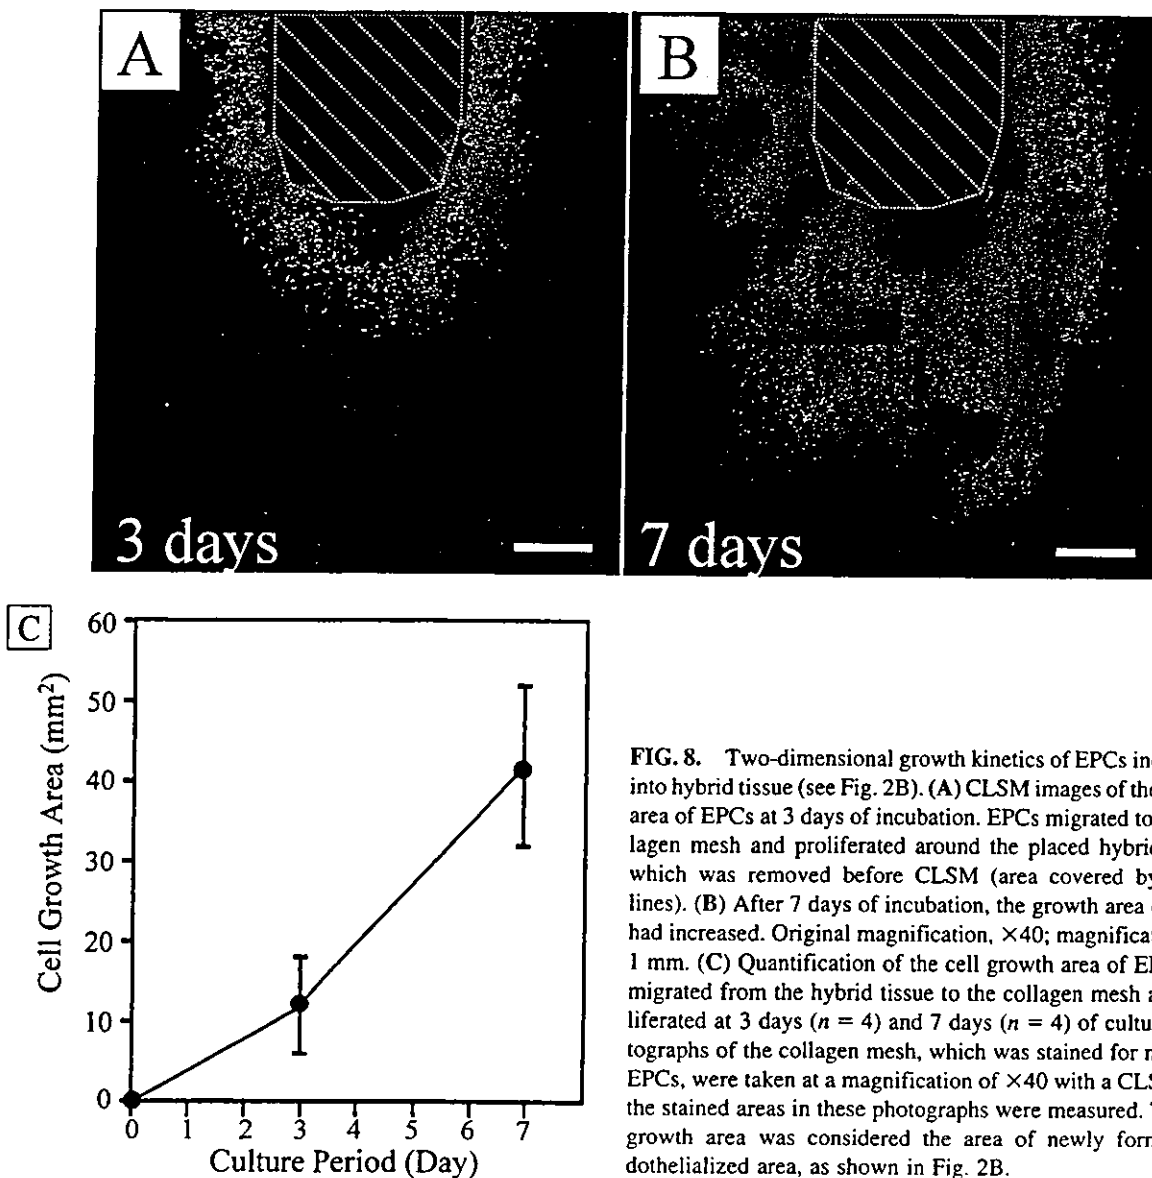 A
B
3 days
7 days
C
60
50
40
30
20
10
0
Cell Growth Area (mm²)
0 1 2 3 4 5 6 7
Culture Period (Day)
FIG. 8. Two-dimensional growth kinetics of EPCs in
into hybrid tissue (see Fig. 2B). (A) CLSM images of the
area of EPCs at 3 days of incubation. EPCs migrated to
lagen mesh and proliferated around the placed hybri
which was removed before CLSM (area covered by
lines). (B) After 7 days of incubation, the growth area
had increased. Original magnification, ×40; magnifica
1 mm. (C) Quantification of the cell growth area of E
migrated from the hybrid tissue to the collagen mesh a
liferated at 3 days (n = 4) and 7 days (n = 4) of cultu
tographs of the collagen mesh, which was stained for
EPCs, were taken at a magnification of ×40 with a CLS
the stained areas in these photographs were measured.
growth area was considered the area of newly form
dothelialized area, as shown in Fig. 2B.